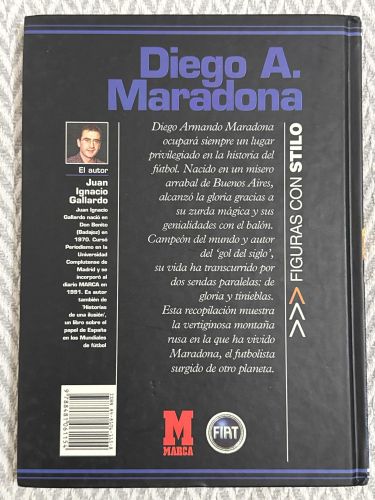 Diego A.
Maradona
Diego Armando Maradona
ocupará siempre un lugar
privilegiado en la historia del
fútbol. Nacido en un misero
arrabal de Buenos Aires,
alcanzó la gloria gracias a
su zurda mágica y sus
genialidades con el balón.
Campeón del mundo y autor
del 'gol del siglo',
su vida ha transcurrido por
dos sendas paralelas: de
gloria y tinieblas.
Esta recopilación muestra
la vertiginosa montaña
rusa en la que ha vivido
Maradona, el futbolista
surgido de otro planeta.
El autor
Juan
Ignacio
Gallardo
Juan Ignacio
Gallardo nació en
Don Benito
(Badajoz) en
1970. Cursó
Periodismo en la
Universidad
Complutense de
Madrid y se
incorporó al
diario MARCA en
1991. Es autor
también de
'Historias
de una ilusión',
un libro sobre el
papel de España
en los Mundiales
de fútbol
>>> FIGURAS CON STILO
M
MARCA
FIAT